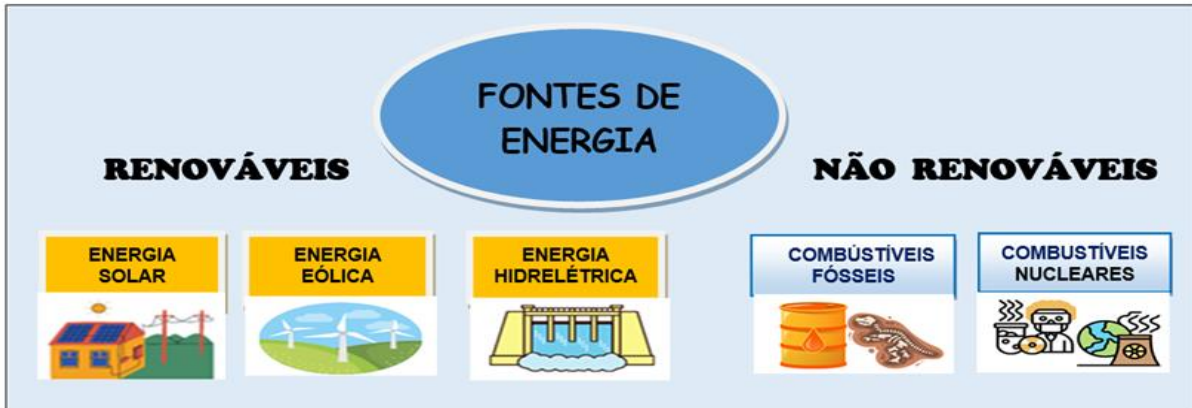 FONTES DE
ENERGIA
RENOVÁVEIS
NÃO RENOVÁVEIS
ENERGIA
SOLAR
ENERGIA
EÓLICA
ENERGIA
HIDRELÉTRICA
COMBÚSTÍVEIS
FÓSSEIS
COMBUSTÍVEIS
NUCLEARES